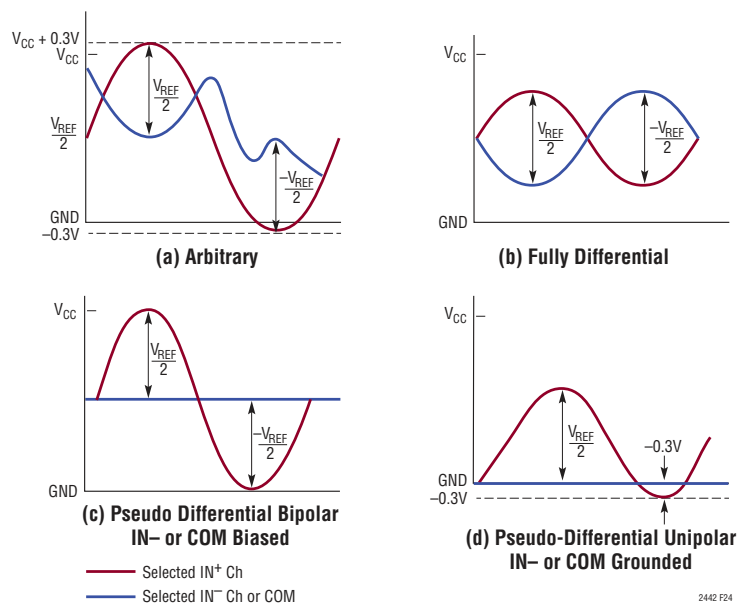 VCC + 0.3V
VCC
VREF
2
VREF
2
–VREF
2
GND
–0.3V
(a) Arbitrary
VCC
VREF
2
–VREF
2
GND
(b) Fully Differential
VCC
VREF
2
–VREF
2
GND
(c) Pseudo Differential Bipolar
IN– or COM Biased
VCC
VREF
2
–0.3V
GND
–0.3V
(d) Pseudo-Differential Unipolar
IN– or COM Grounded
Selected IN+ Ch
Selected IN– Ch or COM
2442 F24